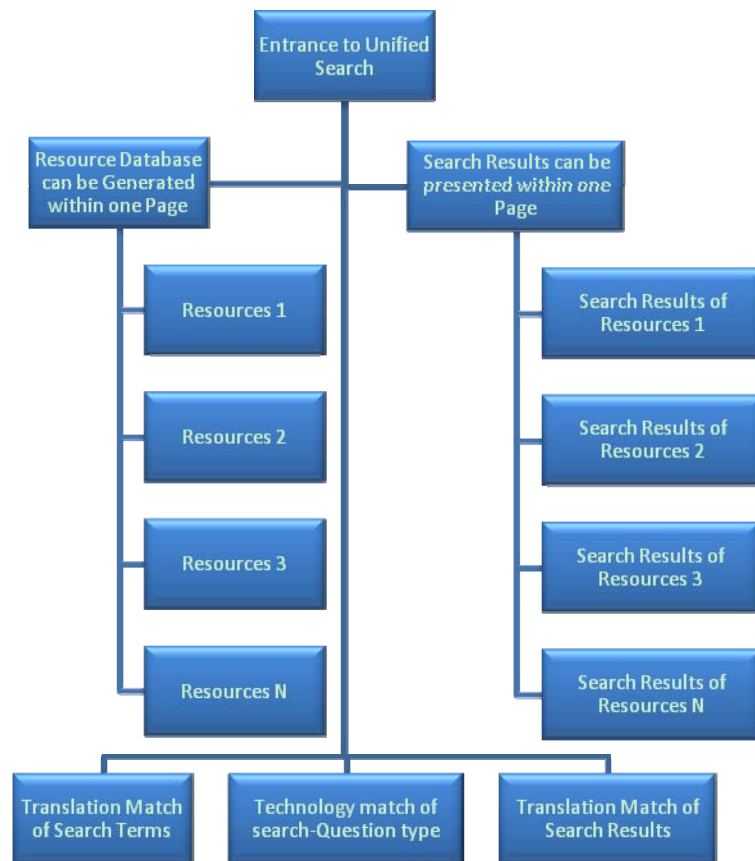 Entrance to Unified
Search
Resource Database
can be Generated
within one Page
Search Results can be
presented within one
Page
Resources 1
Resources 2
Resources 3
Resources N
Search Results of
Resources 1
Search Results of
Resources 2
Search Results of
Resources 3
Search Results of
Resources N
Translation Match
of Search Terms
Technology match of
search-Question type
Translation Match of
Search Results